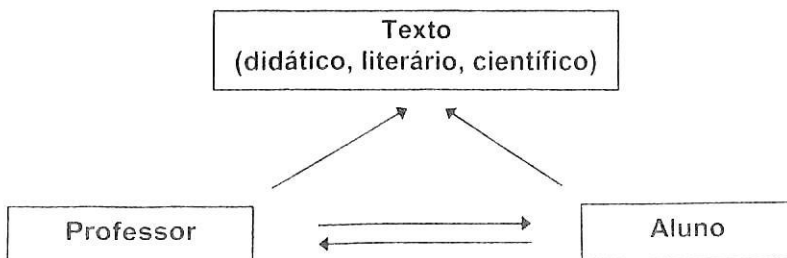 Texto
(didático, literário, científico)
Professor
Aluno